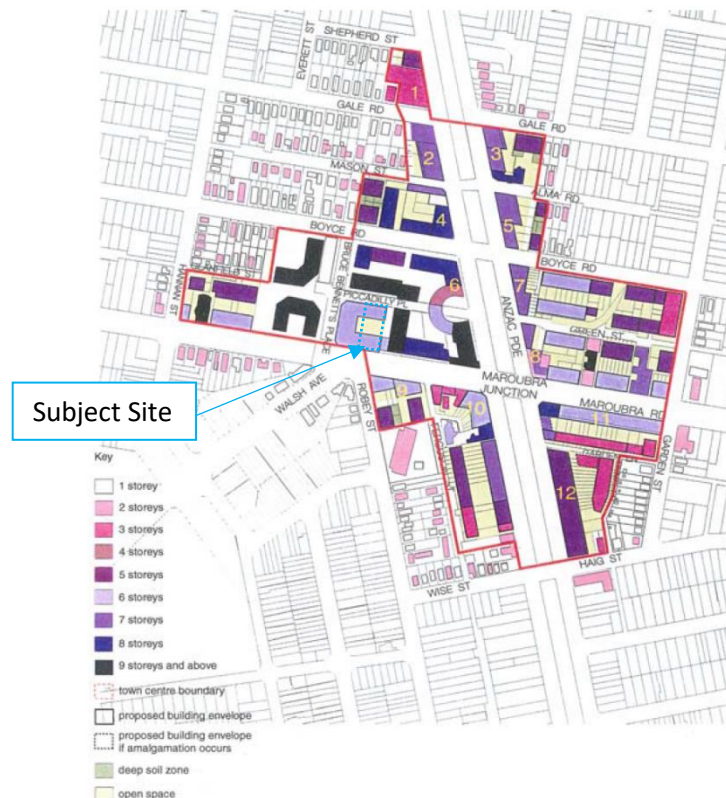 SHEPHERD ST
EVERETT ST
1
GALE RD
GALE RD
2
3
MASON ST
ALMA RD
4
5
BOYCE RD
BOYCE RD
HANNAN ST
BRUCE BENNETTS PLACE
PICCADILLY PL
6
7
ANZAC PDE
GREEN ST
8
MAROUBRA
JUNCTION
WALSH AVE
ROBEY ST
9
10
MAROUBRA RD
11
GARDEN ST
12
HAIG ST
WISE ST
Subject Site
Key
1 storey
2 storeys
3 storeys
4 storeys
5 storeys
6 storeys
7 storeys
8 storeys
9 storeys and above
town centre boundary
proposed building envelope
proposed building envelope
if amalgamation occurs
deep soil zone
open space